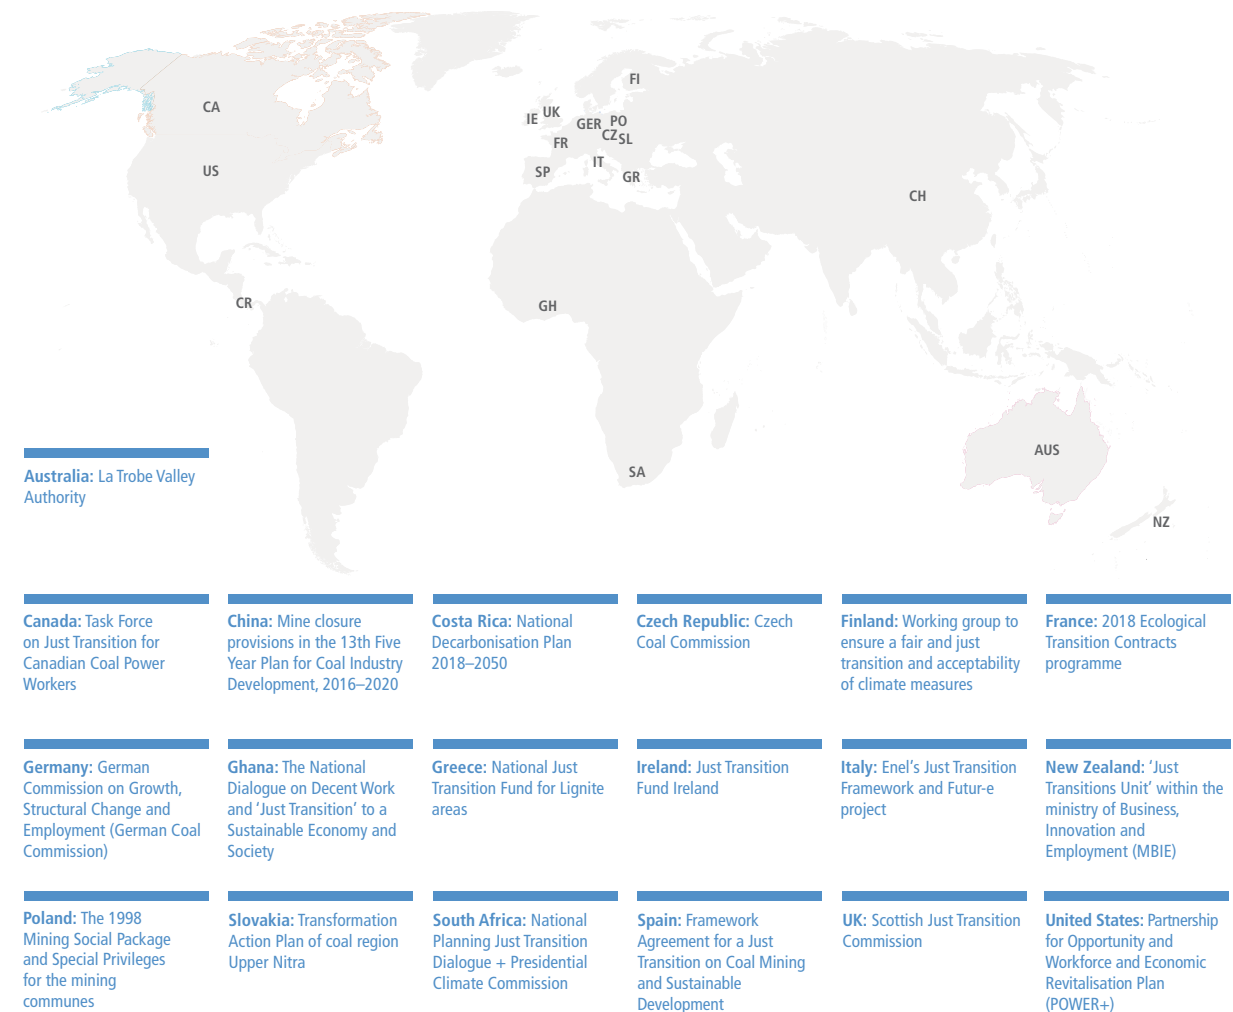 FI
CA
IE
UK
GER
PO
CZ
SL
FR
IT
US
SP
GR
CH
CR
GH
AUS
SA
NZ
Australia: La Trobe Valley
Authority
Canada: Task Force
on Just Transition for
Canadian Coal Power
Workers
China: Mine closure
provisions in the 13th Five
Year Plan for Coal Industry
Development, 2016–2020
Costa Rica: National
Decarbonisation Plan
2018–2050
Czech Republic: Czech
Coal Commission
Finland: Working group to
ensure a fair and just
transition and acceptability
of climate measures
France: 2018 Ecological
Transition Contracts
programme
Germany: German
Commission on Growth,
Structural Change and
Employment (German Coal
Commission)
Ghana: The National
Dialogue on Decent Work
and ‘Just Transition’ to a
Sustainable Economy and
Society
Greece: National Just
Transition Fund for Lignite
areas
Ireland: Just Transition
Fund Ireland
Italy: Enel’s Just Transition
Framework and Futur-e
project
New Zealand: ‘Just
Transitions Unit’ within the
ministry of Business,
Innovation and
Employment (MBIE)
Poland: The 1998
Mining Social Package
and Special Privileges
for the mining
communes
Slovakia: Transformation
Action Plan of coal region
Upper Nitra
South Africa: National
Planning Just Transition
Dialogue + Presidential
Climate Commission
Spain: Framework
Agreement for a Just
Transition on Coal Mining
and Sustainable
Development
UK: Scottish Just Transition
Commission
United States: Partnership
for Opportunity and
Workforce and Economic
Revitalisation Plan
(POWER+)